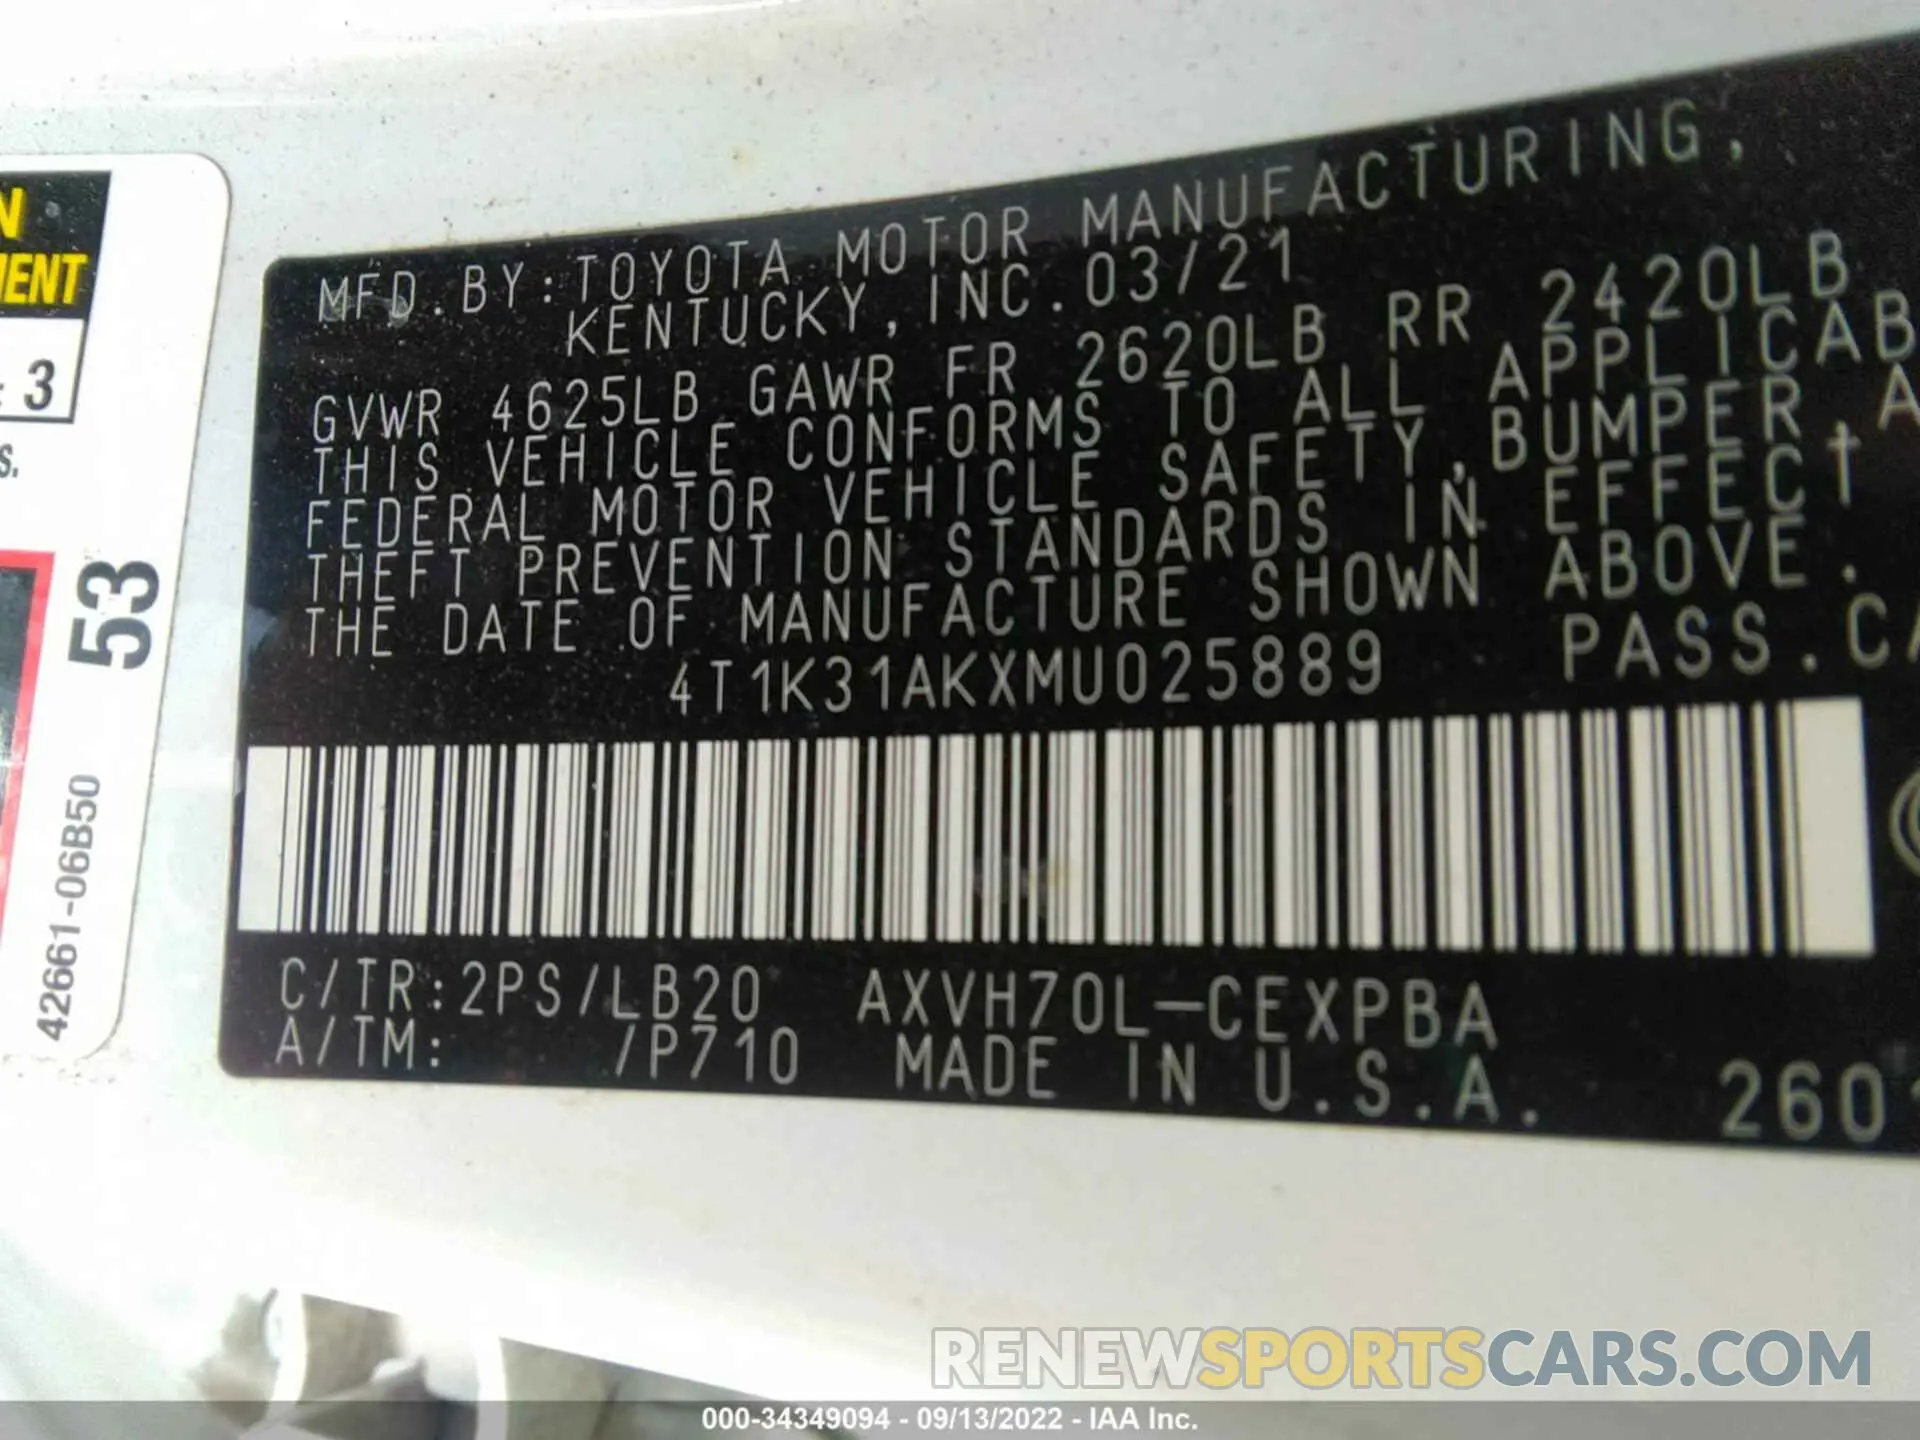 N
MENT
: 3
S.
53
42661-06B50
MFD. BY: TOYOTA MOTOR MANUFACTURING,
KENTUCKY, INC. 03/21
GVWR 4625LB GAWR FR 2620LB RR 2420LB
THIS VEHICLE CONFORMS TO ALL APPLICAB
FEDERAL MOTOR VEHICLE SAFETY, BUMPER, A
THEFT PREVENTION STANDARDS IN EFFECT
THE DATE OF MANUFACTURE SHOWN ABOVE.
4T1K31AKXMU025889 PASS.CA
C/TR:2PS/LB20 AXVH70L-CEXPBA
A/TM: /P710 MADE IN U.S.A. 260
RENEWSPORTSCARS.COM
000-34349094 - 09/13/2022 - IAA Inc.